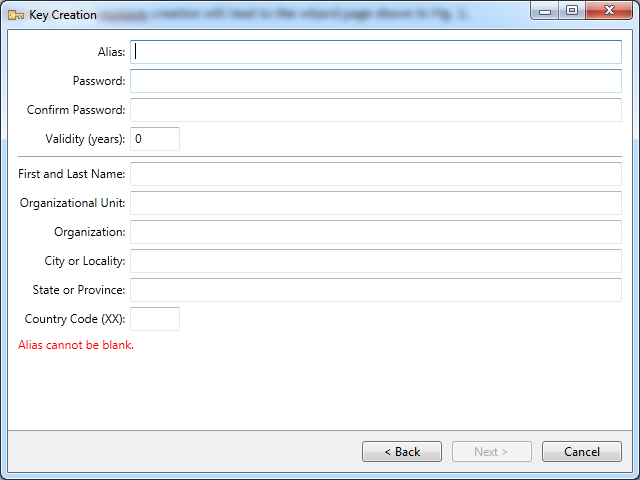 Key Creation
Alias:
Password:
Confirm Password:
Validity (years): 0
First and Last Name:
Organizational Unit:
Organization:
City or Locality:
State or Province:
Country Code (XX):
Alias cannot be blank.
< Back Next > Cancel